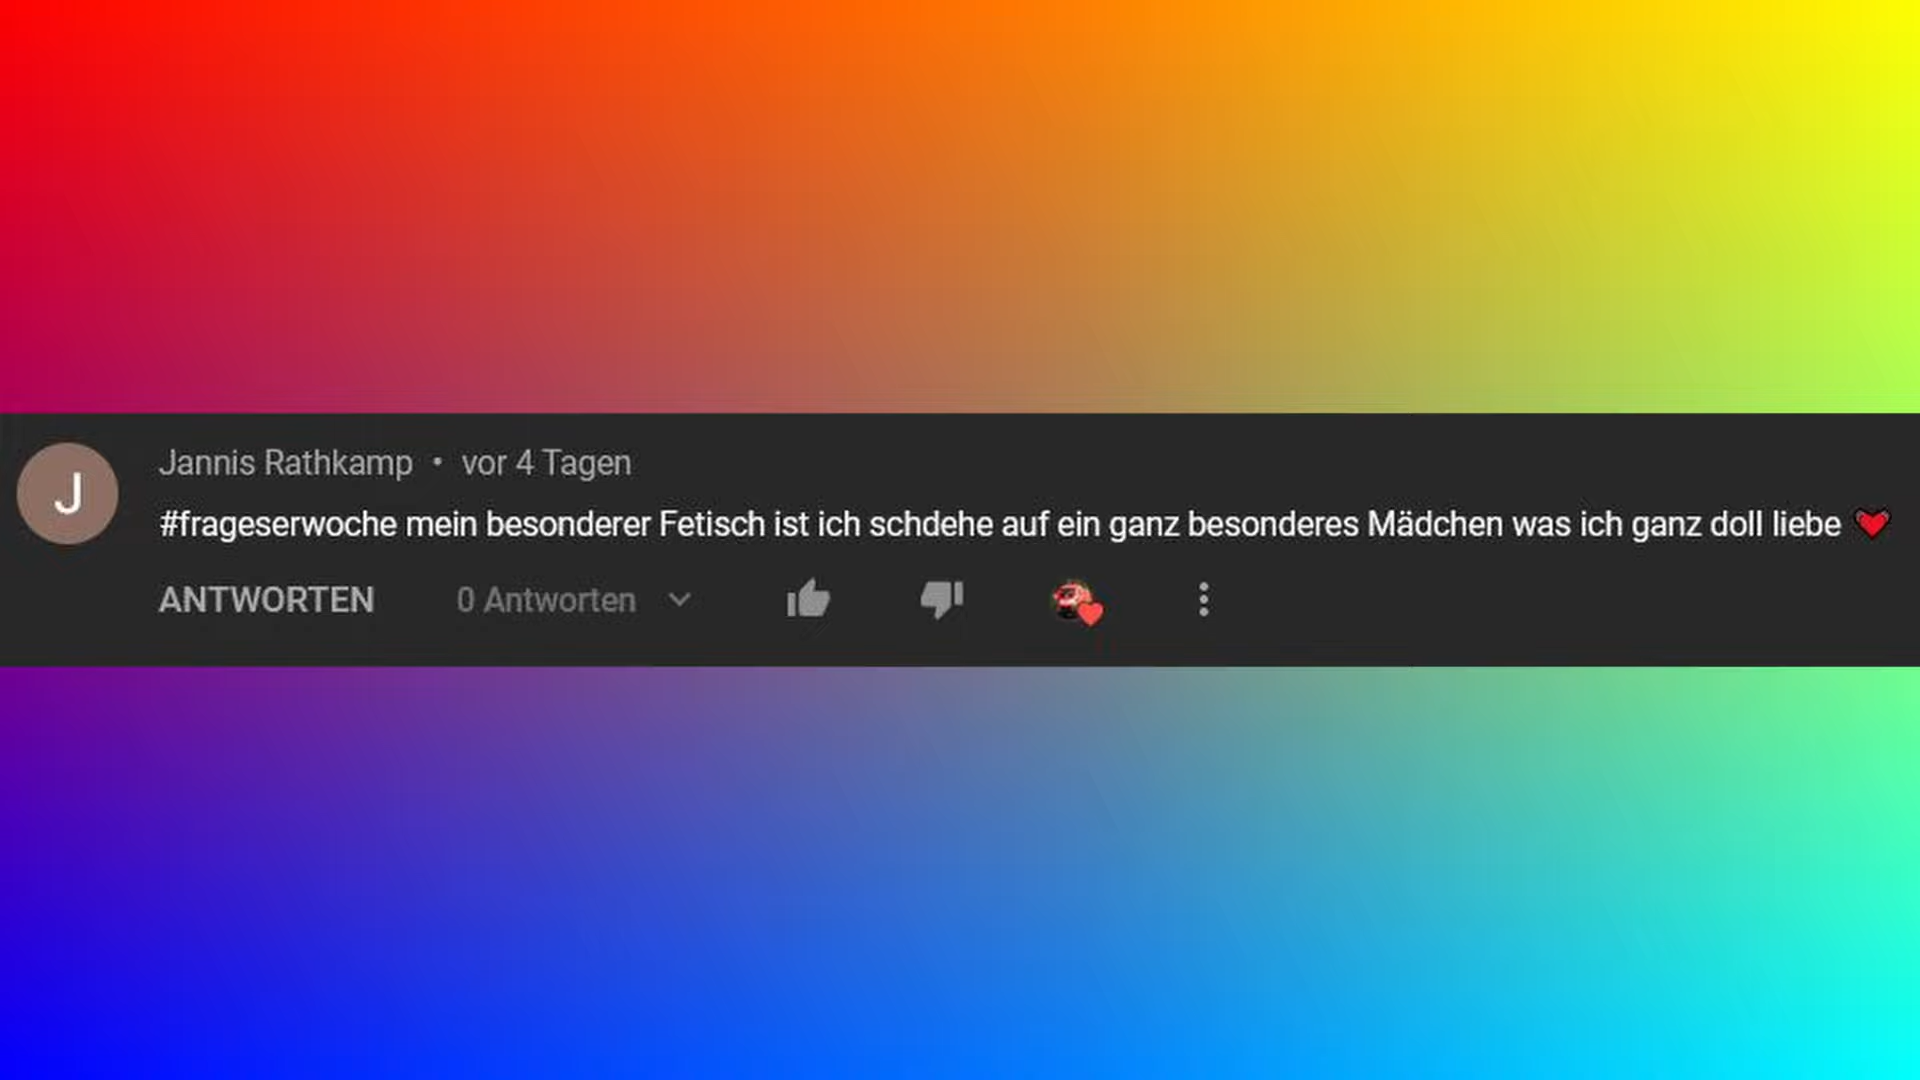 J
Jannis Rathkamp • vor 4 Tagen
#frageserwoche mein besonderer Fetisch ist ich schdehe auf ein ganz besonderes Mädchen was ich ganz doll liebe ❤
ANTWORTEN 0 Antworten